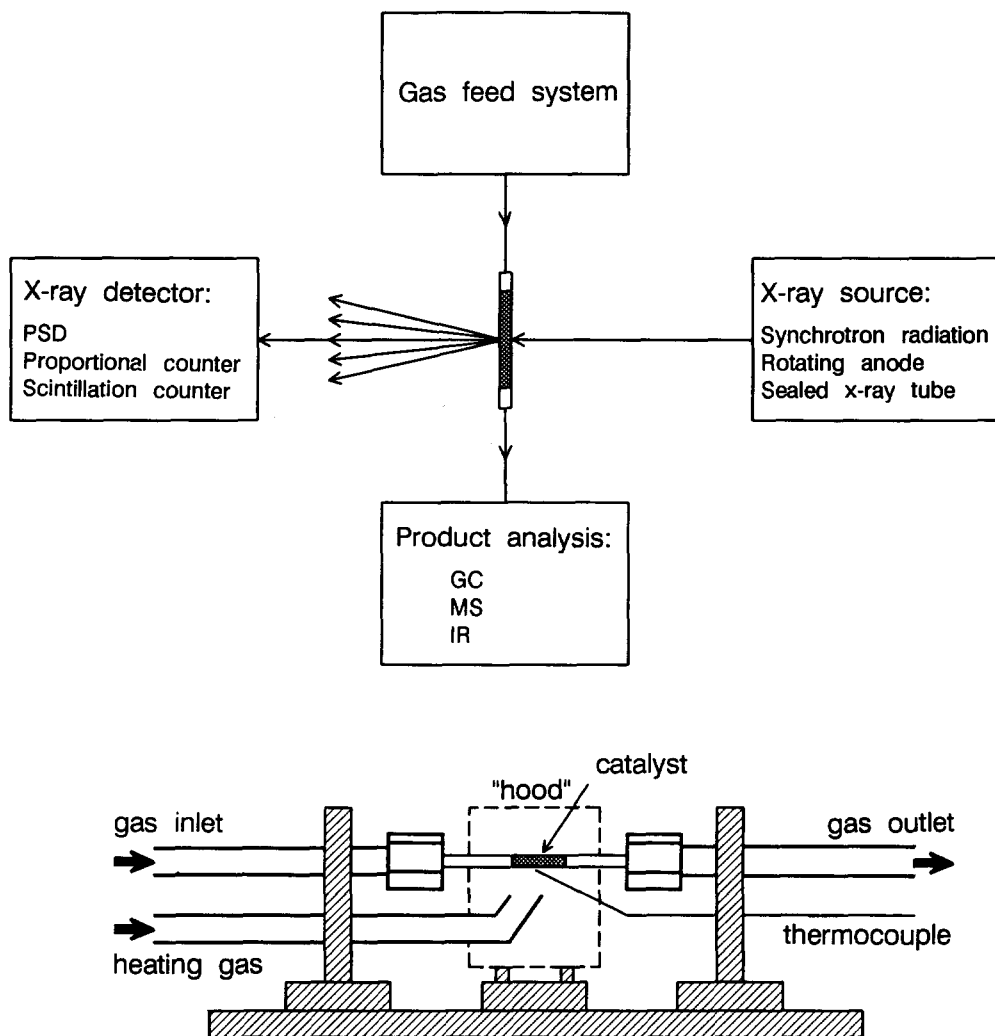 Gas feed system
X-ray detector:
PSD
Proportional counter
Scintillation counter
X-ray source:
Synchrotron radiation
Rotating anode
Sealed x-ray tube
Product analysis:
GC
MS
IR
catalyst
"hood"
gas inlet
gas outlet
heating gas
thermocouple